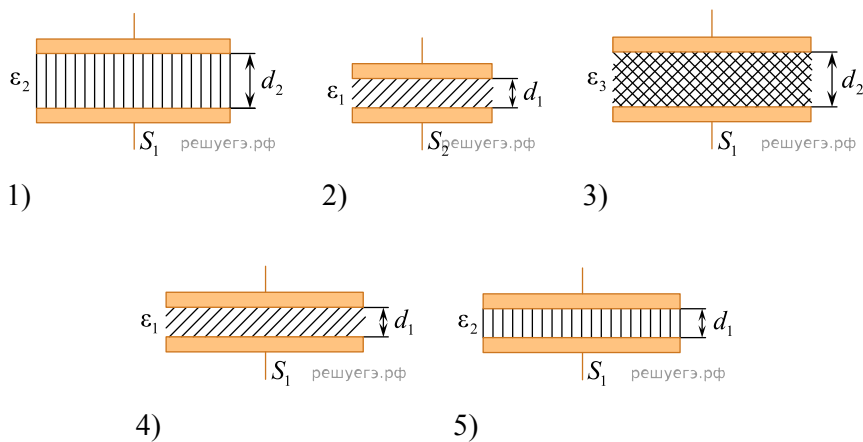 ε₂ d₂ ε₁ d₁ ε₃ d₂
S₁ решуегэ.рф S₂ решуегэ.рф S₁ решуегэ.рф
1) 2) 3)
ε₁ d₁ ε₂ d₁
S₁ решуегэ.рф S₁ решуегэ.рф
4) 5)